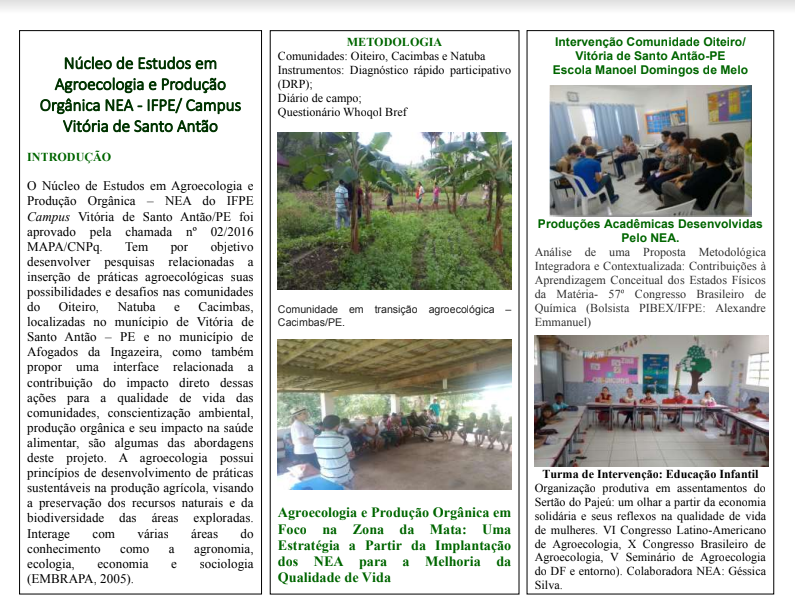 Núcleo de Estudos em
Agroecologia e Produção
Orgânica NEA - IFPE/ Campus
Vitória de Santo Antão
INTRODUÇÃO
O Núcleo de Estudos em Agroecologia e
Produção Orgânica – NEA do IFPE
Campus Vitória de Santo Antão/PE foi
aprovado pela chamada nº 02/2016
MAPA/CNPq. Tem por objetivo
desenvolver pesquisas relacionadas a
inserção de práticas agroecológicas suas
possibilidades e desafios nas comunidades
do Oiteiro, Natuba e Cacimbas,
localizadas no munícipio de Vitória de
Santo Antão – PE e no município de
Afogados da Ingazeira, como também
propor uma interface relacionada a
contribuição do impacto direto dessas
ações para a qualidade de vida das
comunidades, conscientização ambiental,
produção orgânica e seu impacto na saúde
alimentar, são algumas das abordagens
deste projeto. A agroecologia possui
princípios de desenvolvimento de práticas
sustentáveis na produção agrícola, visando
a preservação dos recursos naturais e da
biodiversidade das áreas exploradas.
Interage com várias áreas do
conhecimento como a agronomia,
ecologia, economia e sociologia
(EMBRAPA, 2005).
METODOLOGIA
Comunidades: Oiteiro, Cacimbas e Natuba
Instrumentos: Diagnóstico rápido participativo
(DRP);
Diário de campo;
Questionário Whoqol Bref
Comunidade em transição agroecológica –
Cacimbas/PE.
Agroecologia e Produção Orgânica em
Foco na Zona da Mata: Uma
Estratégia a Partir da Implantação
dos NEA para a Melhoria da
Qualidade de Vida
Intervenção Comunidade Oiteiro/
Vitória de Santo Antão-PE
Escola Manoel Domingos de Melo
Produções Acadêmicas Desenvolvidas
Pelo NEA.
Análise de uma Proposta Metodológica
Integradora e Contextualizada: Contribuições à
Aprendizagem Conceitual dos Estados Físicos
da Matéria- 57º Congresso Brasileiro de
Química (Bolsista PIBEX/IFPE: Alexandre
Emmanuel)
Turma de Intervenção: Educação Infantil
Organização produtiva em assentamentos do
Sertão do Pajeú: um olhar a partir da economia
solidária e seus reflexos na qualidade de vida
de mulheres. VI Congresso Latino-Americano
de Agroecologia, X Congresso Brasileiro de
Agroecologia, V Seminário de Agroecologia
do DF e entorno). Colaboradora NEA: Géssica
Silva.